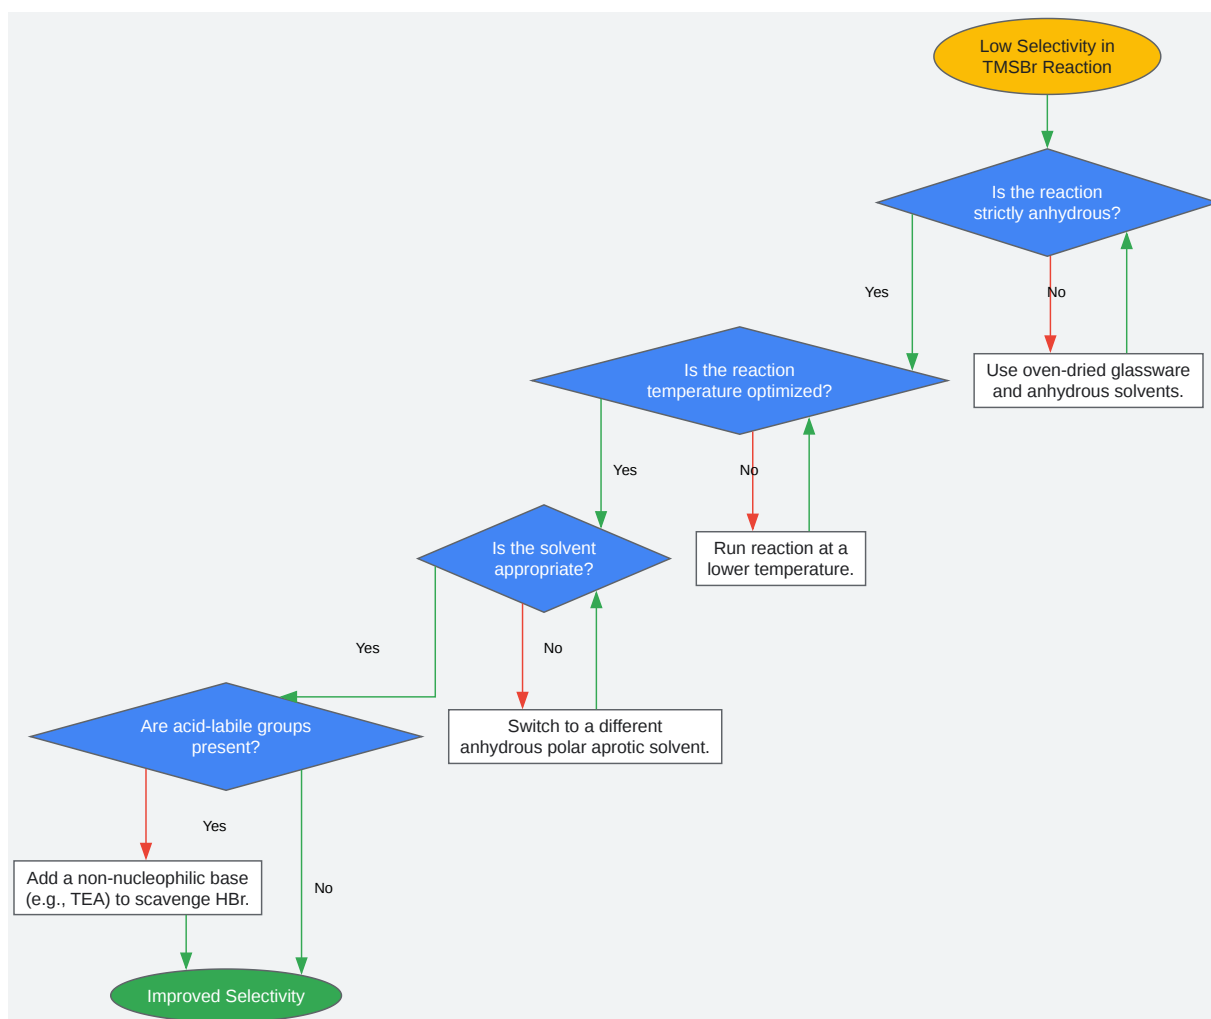 Low Selectivity in
TMSBr Reaction
Is the reaction
strictly anhydrous?
Yes
No
Use oven-dried glassware
and anhydrous solvents.
Is the reaction
temperature optimized?
Yes
No
Run reaction at a
lower temperature.
Is the solvent
appropriate?
Yes
No
Switch to a different
anhydrous polar aprotic solvent.
Are acid-labile groups
present?
Yes
No
Add a non-nucleophilic base
(e.g., TEA) to scavenge HBr.
Improved Selectivity